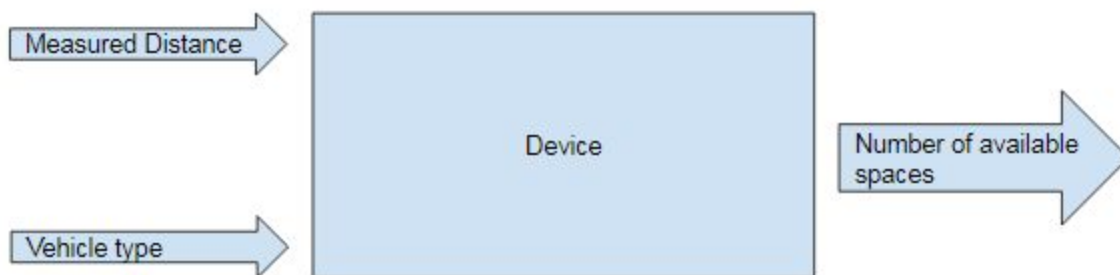 Measured Distance
Device
Number of available
spaces
Vehicle type